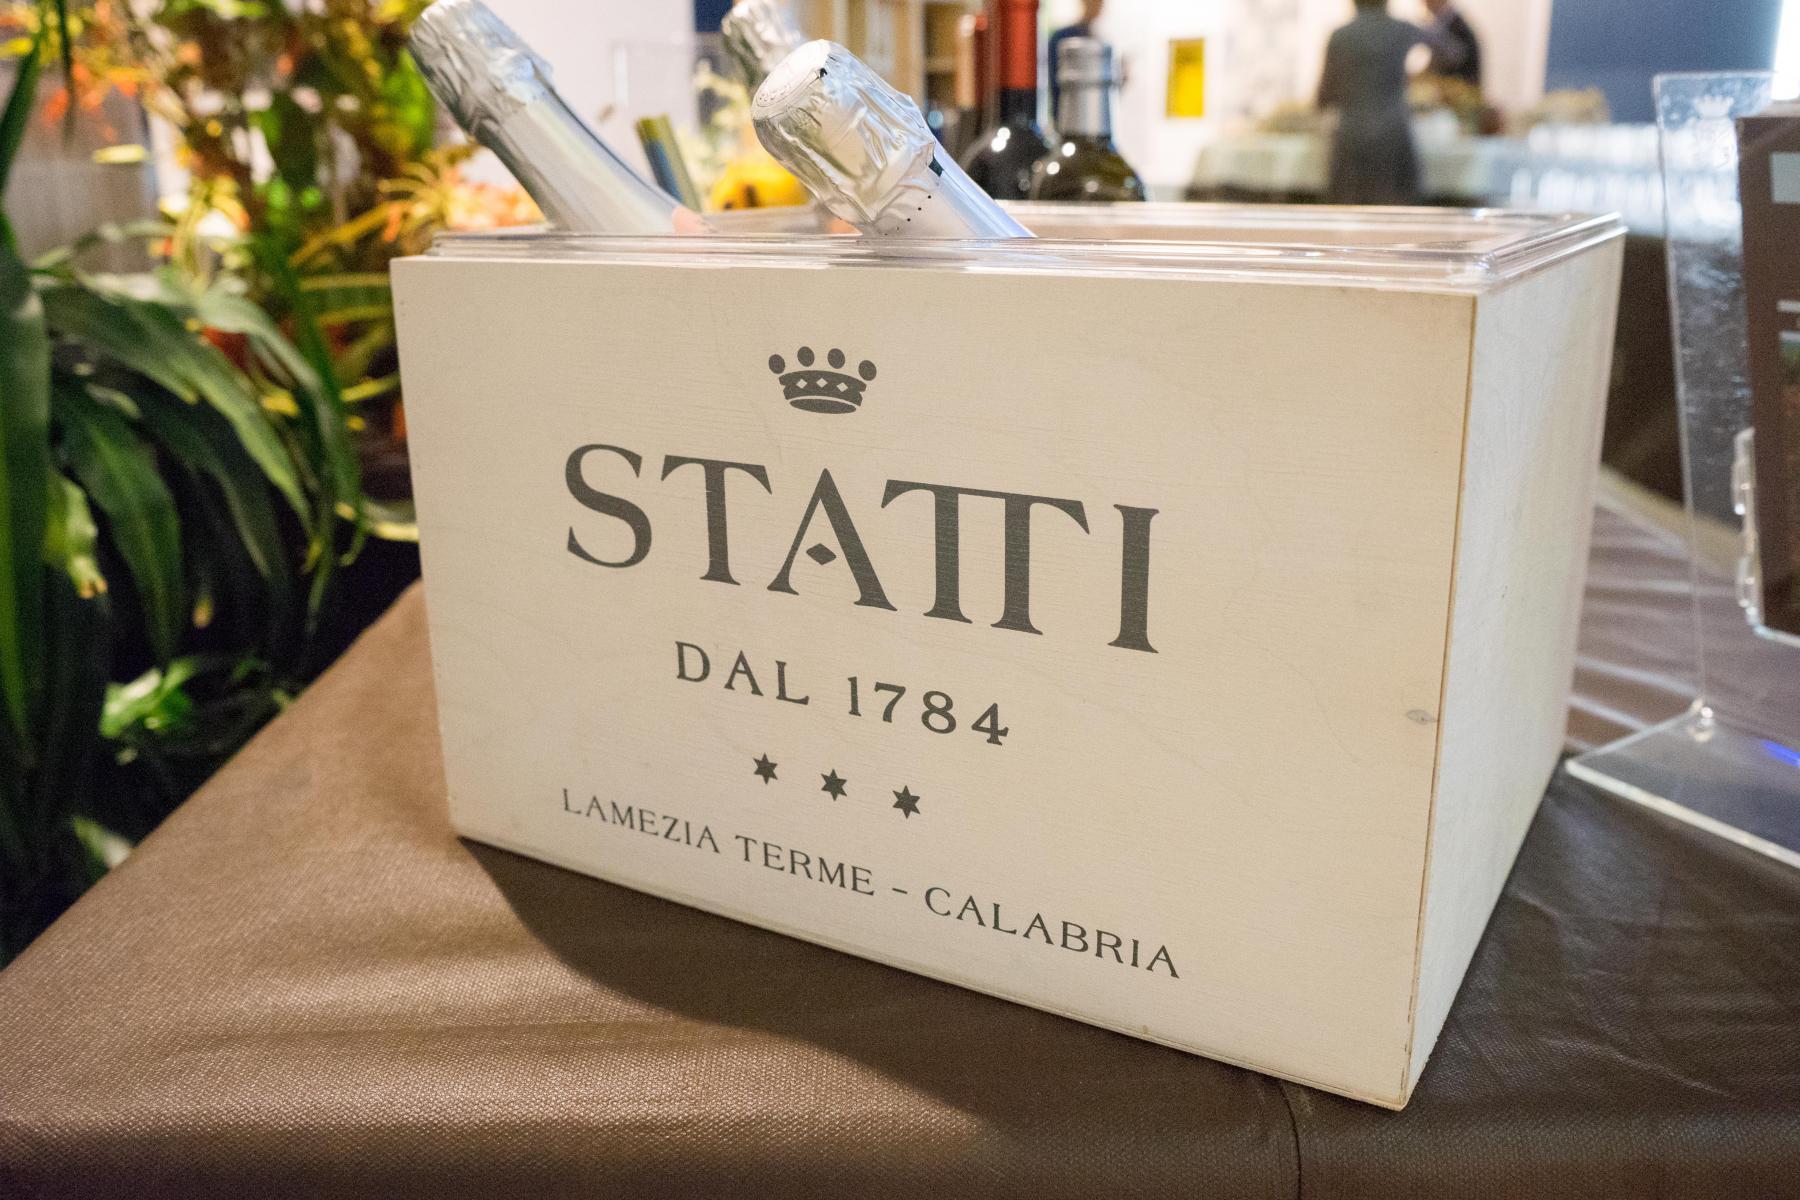 STATTI
DAL 1784
LAMEZIA TERME - CALABRIA